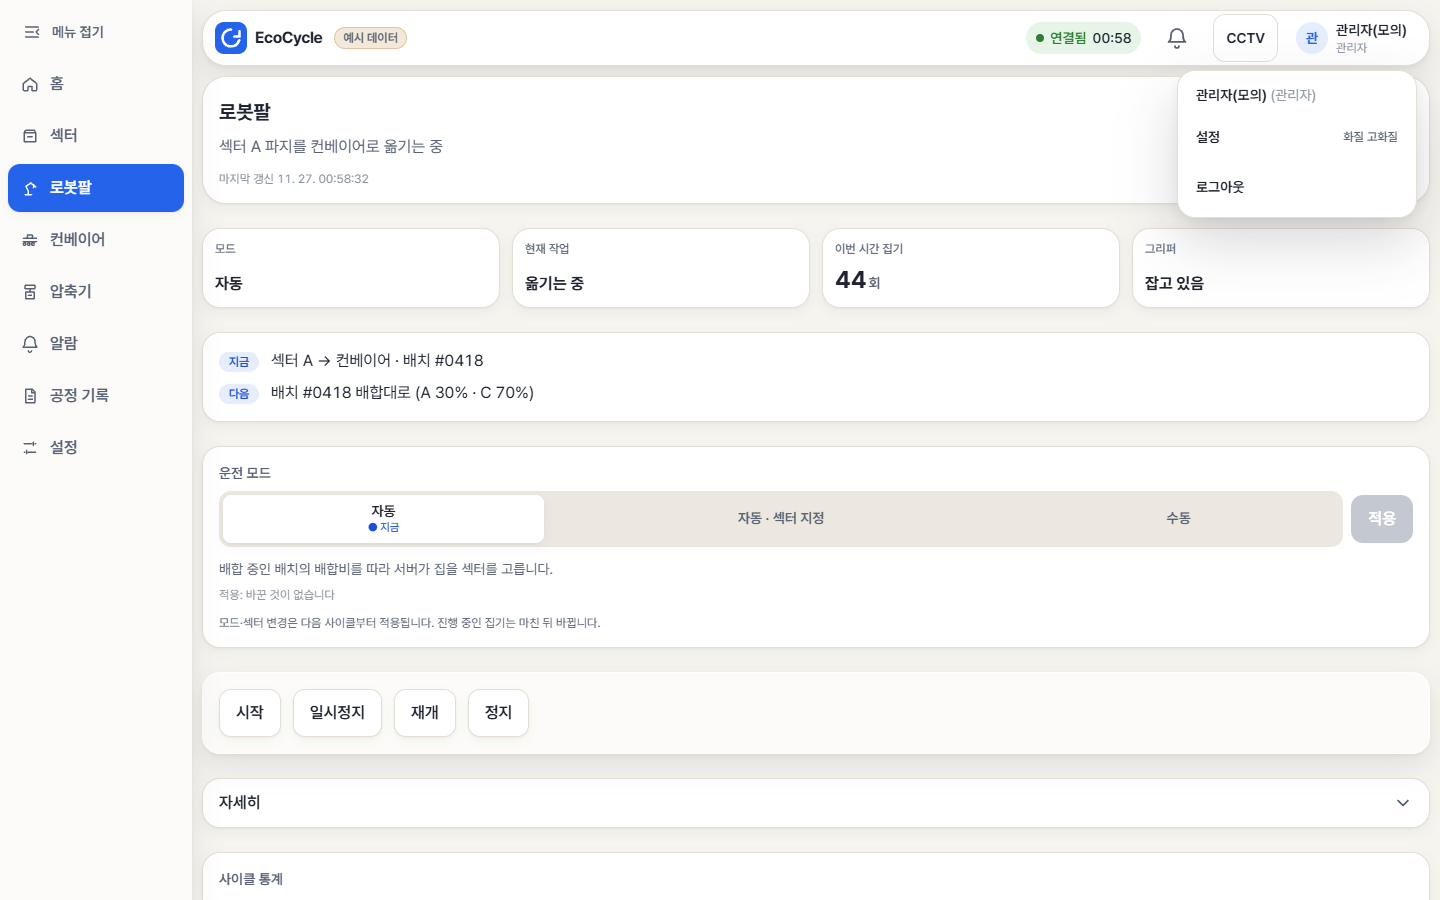 메뉴 접기
홈
섹터
로봇팔
컨베이어
압축기
알람
공정 기록
설정
EcoCycle 예시 데이터
연결됨 00:58
CCTV
관 관리자(모의)
관리자
관리자(모의) (관리자)
설정 화질 고화질
로그아웃
로봇팔
섹터 A 파지를 컨베이어로 옮기는 중
마지막 갱신 11. 27. 00:58:32
모드
자동
현재 작업
옮기는 중
이번 시간 집기
44회
그리퍼
잡고 있음
지금 섹터 A → 컨베이어 · 배치 #0418
다음 배치 #0418 배합대로 (A 30% · C 70%)
운전 모드
자동
지금
자동 · 섹터 지정
수동
적용
배합 중인 배치의 배합비를 따라 서버가 집을 섹터를 고릅니다.
적용: 바꾼 것이 없습니다
모드·섹터 변경은 다음 사이클부터 적용됩니다. 진행 중인 집기는 마친 뒤 바뀝니다.
시작 일시정지 재개 정지
자세히
사이클 통계